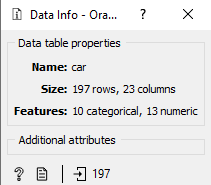 Data Info - Ora...
?
Data table properties
Name: car
Size: 197 rows, 23 columns
Features: 10 categorical, 13 numeric
Additional attributes
? 197